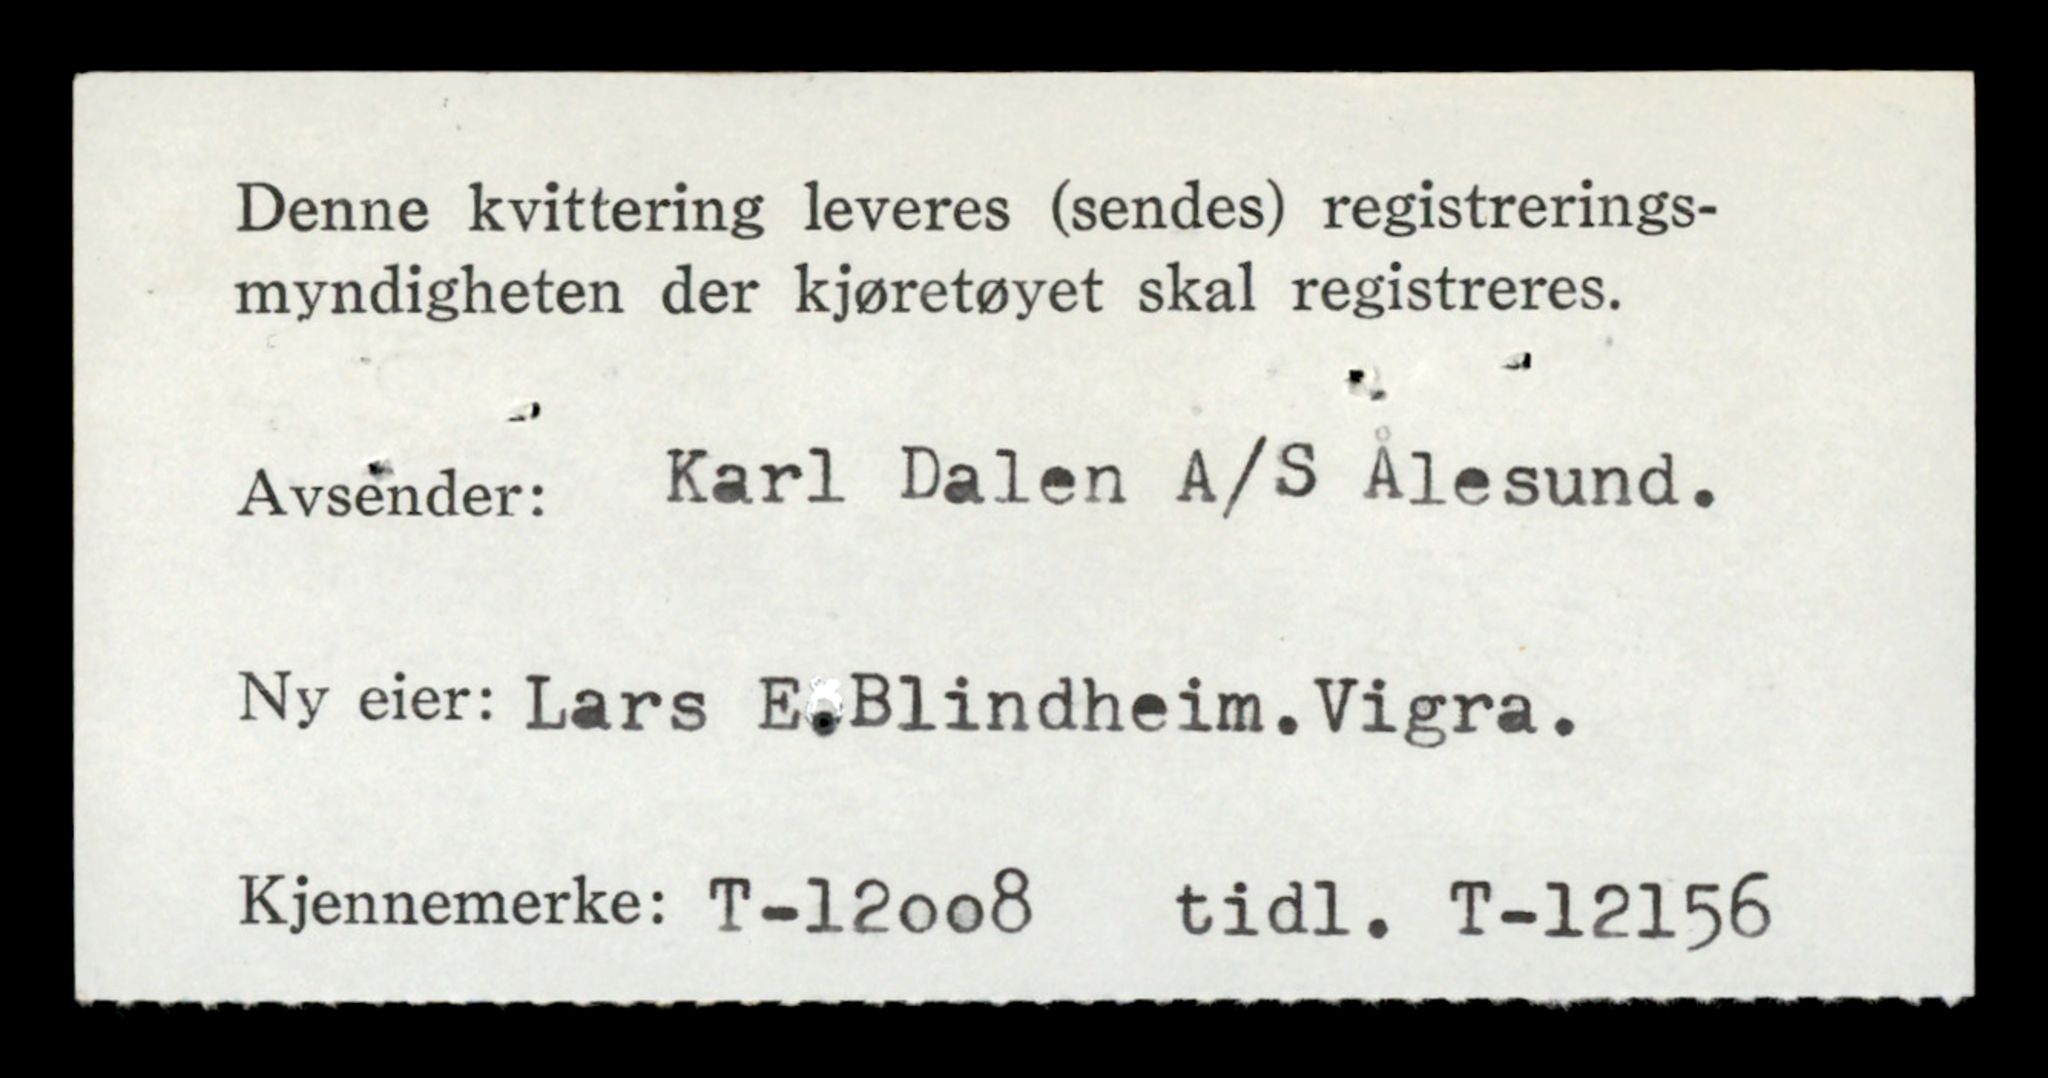 Denne kvittering leveres (sendes) registrerings-
myndigheten der kjøretøyet skal registreres.
Avsender: Karl Dalen A/S Ålesund.
Ny eier: Lars E.Blindheim.Vigra.
Kjennemerke: T-12008 tidl. T-12156